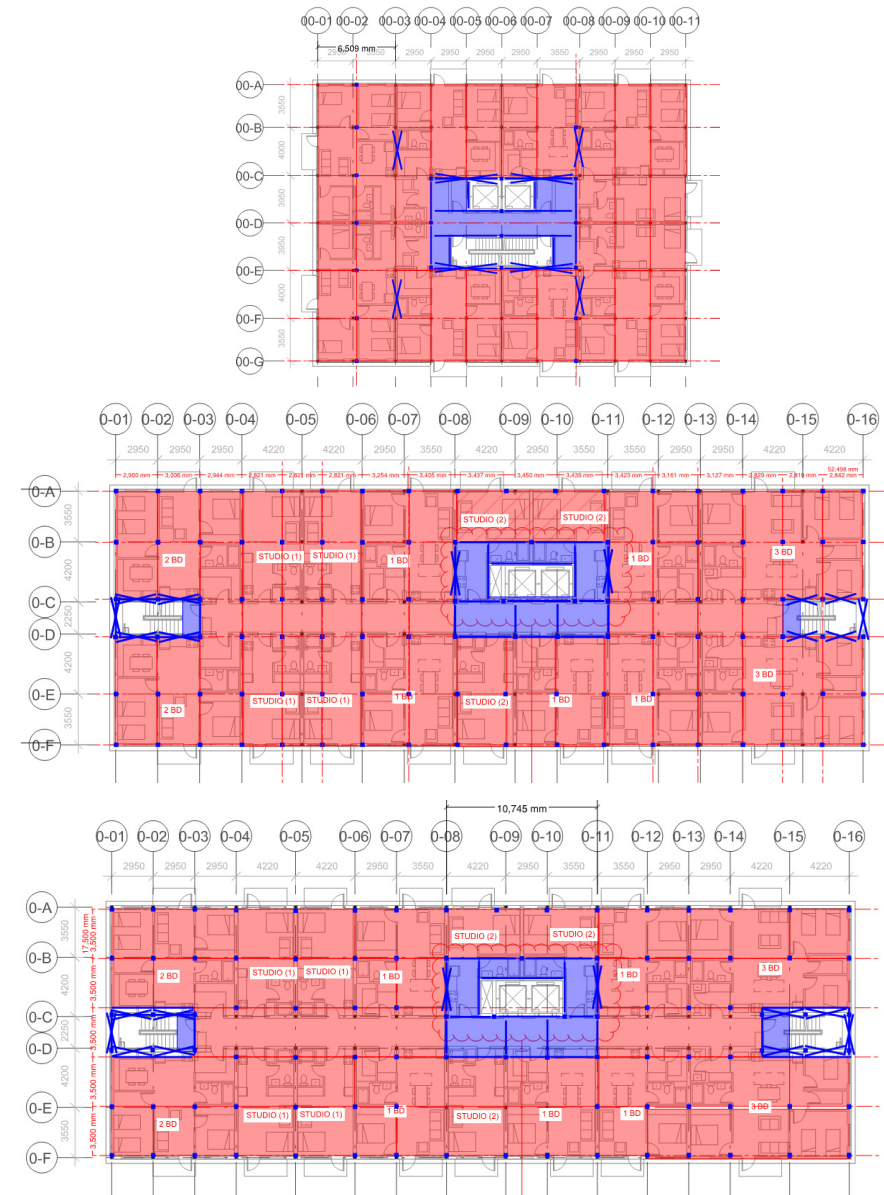 00-01 00-02 00-03 00-04 00-05 00-06 00-07 00-08 00-09 00-10 00-11
6,509 mm
2950 3550 2950 2950 2950 2950 3550 2950 2950 2950
00-A
3550
00-B
4000
00-C
3950
00-D
3950
00-E
4000
00-F
3550
00-G
0-01 0-02 0-03 0-04 0-05 0-06 0-07 0-08 0-09 0-10 0-11 0-12 0-13 0-14 0-15 0-16
2950 2950 2950 4220 4220 2950 3550 4220 2950 3550 3550 2950 2950 4220 4220
52,498 mm
2,900 mm 3,006 mm 2,944 mm 2,821 mm 2,821 mm 2,821 mm 3,254 mm 3,405 mm 3,437 mm 3,450 mm 3,439 mm 3,423 mm 3,161 mm 3,127 mm 2,829 mm 2,819 mm 2,842 mm
0-A
3550
STUDIO (2) STUDIO (2)
0-B
2 BD STUDIO (1) STUDIO (1) 1 BD 1 BD 3 BD
4200
0-C
2250
0-D
4200
3 BD
0-E
STUDIO (1) STUDIO (1) 1 BD STUDIO (2) 1 BD 1 BD
2 BD
3550
0-F
10,745 mm
0-01 0-02 0-03 0-04 0-05 0-06 0-07 0-08 0-09 0-10 0-11 0-12 0-13 0-14 0-15 0-16
2950 2950 4220 4220 2950 3550 4220 2950 3550 3550 2950 2950 4220 4220
0-A
3550
17,500 mm
3,500 mm
STUDIO (2) STUDIO (2)
0-B
2 BD STUDIO (1) STUDIO (1) 1 BD 1 BD 3 BD
4200
3,500 mm
0-C
2250
3,500 mm
0-D
4200
3,500 mm
0-E
2 BD STUDIO (1) STUDIO (1) 1 BD STUDIO (2) 1 BD 1 BD 3 BD
3550
3,500 mm
0-F